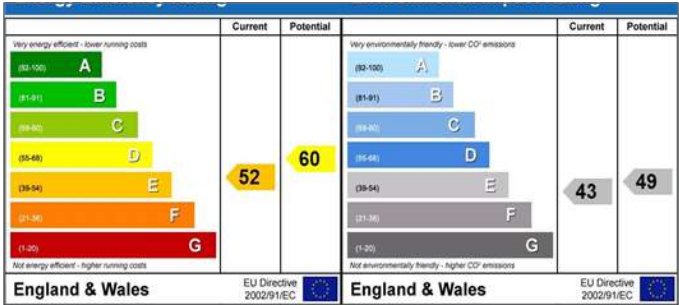 Current Potential
Very energy efficient - lower running costs
(92-100) A
(81-91) B
(69-80) C
(55-68) D
(39-54) E
(21-38) F
(1-20) G
52
60
Not energy efficient - higher running costs
England & Wales
EU Directive
2002/91/EC
Current Potential
Very environmentally friendly - lower CO² emissions
(92-100) A
(81-91) B
(69-80) C
(55-68) D
(39-54) E
(21-38) F
(1-20) G
43
49
Not environmentally friendly - higher CO² emissions
England & Wales
EU Directive
2002/91/EC